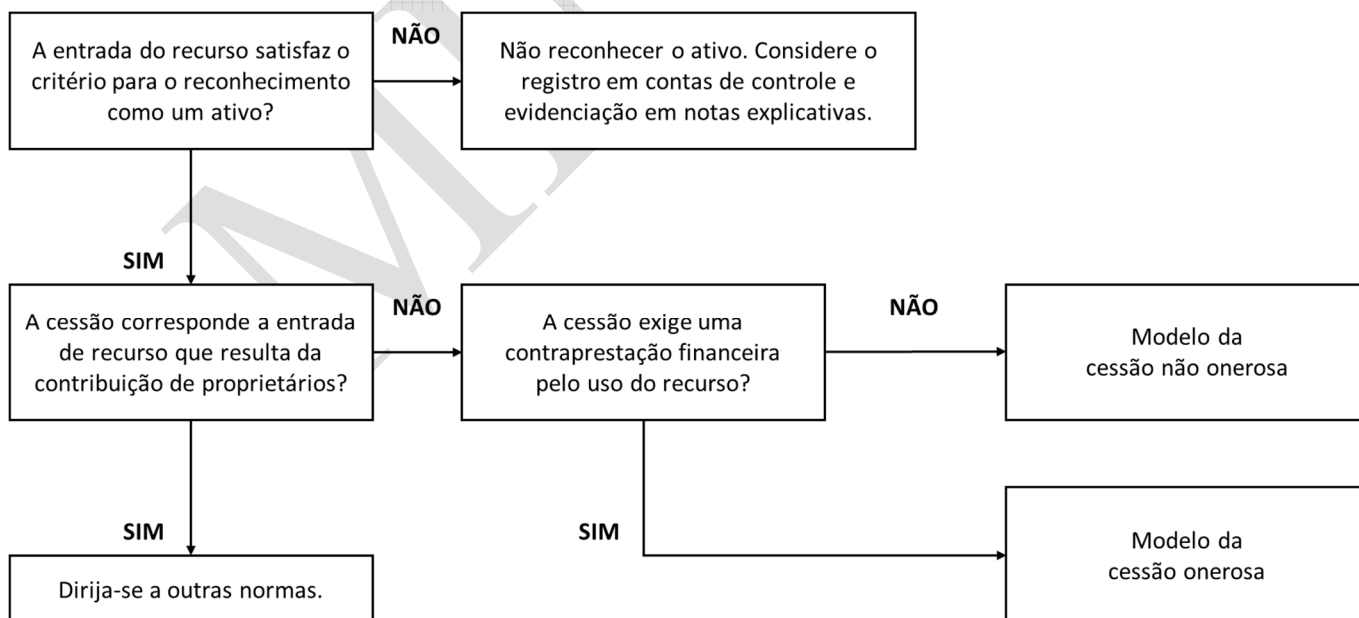 A entrada do recurso satisfaz o
critério para o reconhecimento
como um ativo?
NÃO
Não reconhecer o ativo. Considere o
registro em contas de controle e
evidenciação em notas explicativas.
SIM
A cessão corresponde a entrada
de recurso que resulta da
contribuição de proprietários?
NÃO
A cessão exige uma
contraprestação financeira
pelo uso do recurso?
NÃO
Modelo da
cessão não onerosa
SIM
Dirija-se a outras normas.
SIM
Modelo da
cessão onerosa